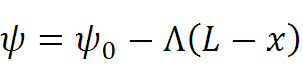 ψ = ψ₀ − Λ(L − x)